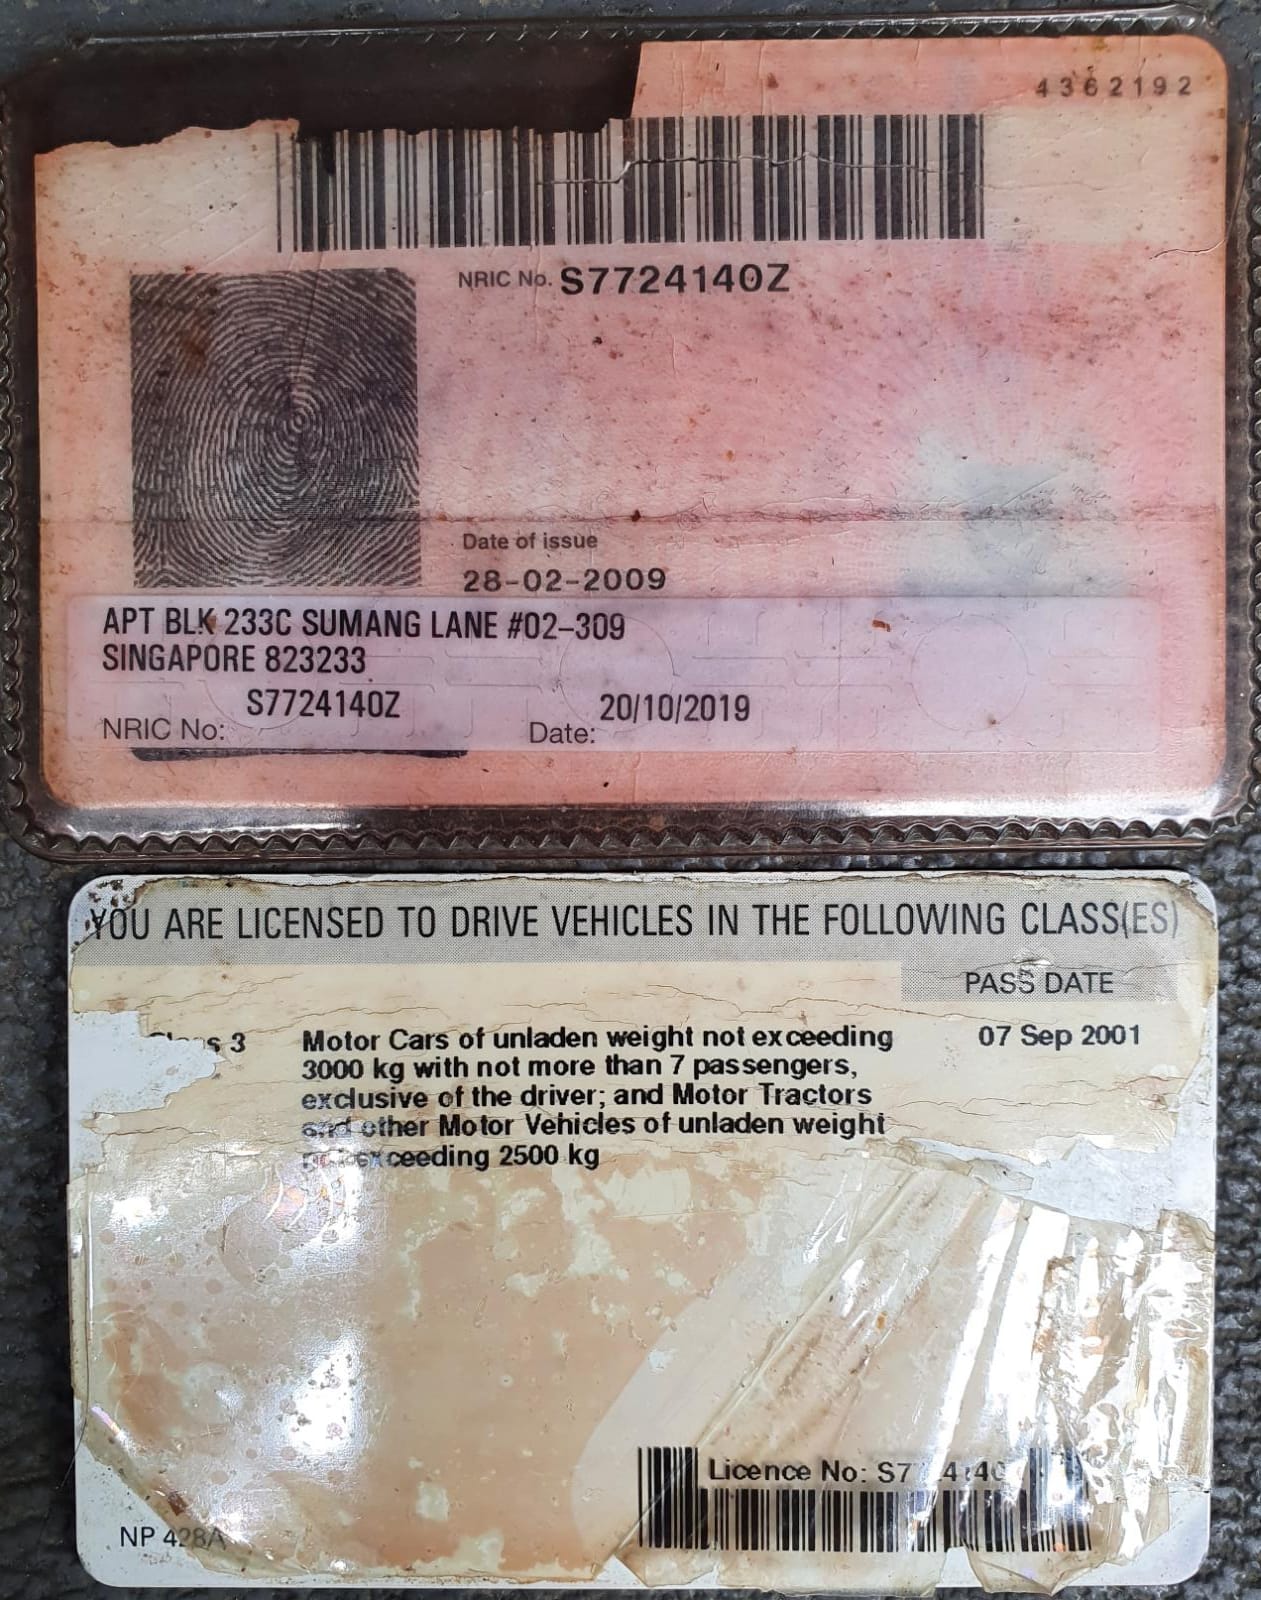 4362192
NRIC No. S7724140Z
Date of issue
28-02-2009
APT BLK 233C SUMANG LANE #02-309
SINGAPORE 823233
S7724140Z 20/10/2019
NRIC No: Date:
YOU ARE LICENSED TO DRIVE VEHICLES IN THE FOLLOWING CLASS(ES)
PASS DATE
3 Motor Cars of unladen weight not exceeding 07 Sep 2001
3000 kg with not more than 7 passengers,
exclusive of the driver; and Motor Tractors
and other Motor Vehicles of unladen weight
exceeding 2500 kg
Licence No:
NP 428A